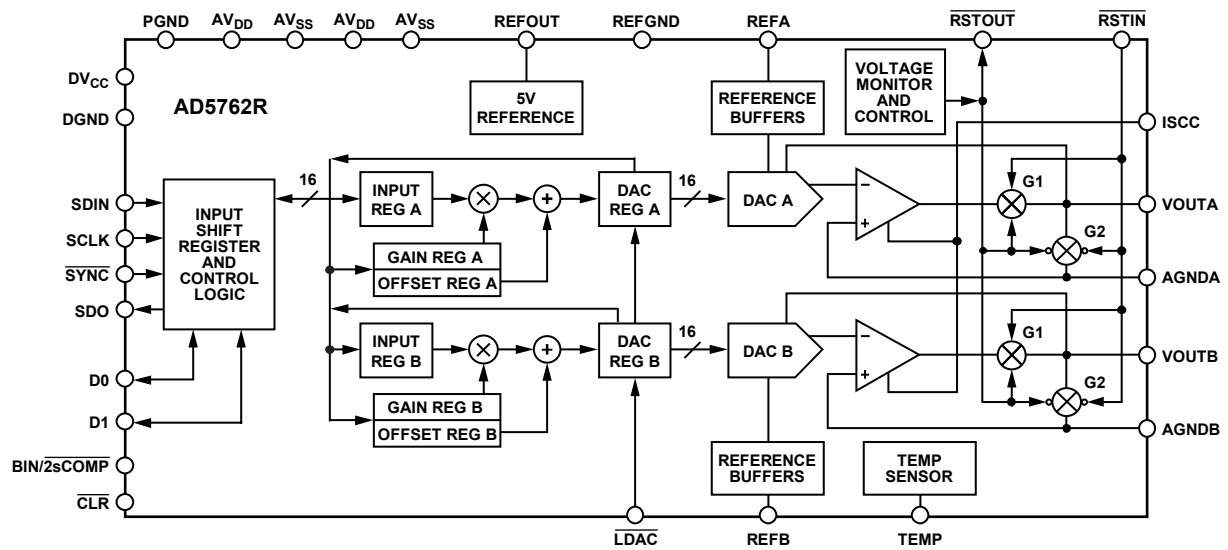 PGND
AVDD
AVSS
AVDD
AVSS
REFOUT
REFGND
REFA
RSTOUT
RSTIN
DVCC
DGND
AD5762R
5V
REFERENCE
REFERENCE
BUFFERS
VOLTAGE
MONITOR
AND
CONTROL
ISCC
SDIN
SCLK
SYNC
SDO
INPUT
SHIFT
REGISTER
AND
CONTROL
LOGIC
16
INPUT
REG A
×
+
DAC
REG A
16
DAC A
−
+
G1
G2
VOUTA
AGNDA
GAIN REG A
OFFSET REG A
INPUT
REG B
×
+
DAC
REG B
16
DAC B
−
+
G1
G2
VOUTB
AGNDB
GAIN REG B
OFFSET REG B
D0
D1
BIN/2sCOMP
CLR
REFERENCE
BUFFERS
TEMP
SENSOR
LDAC
REFB
TEMP